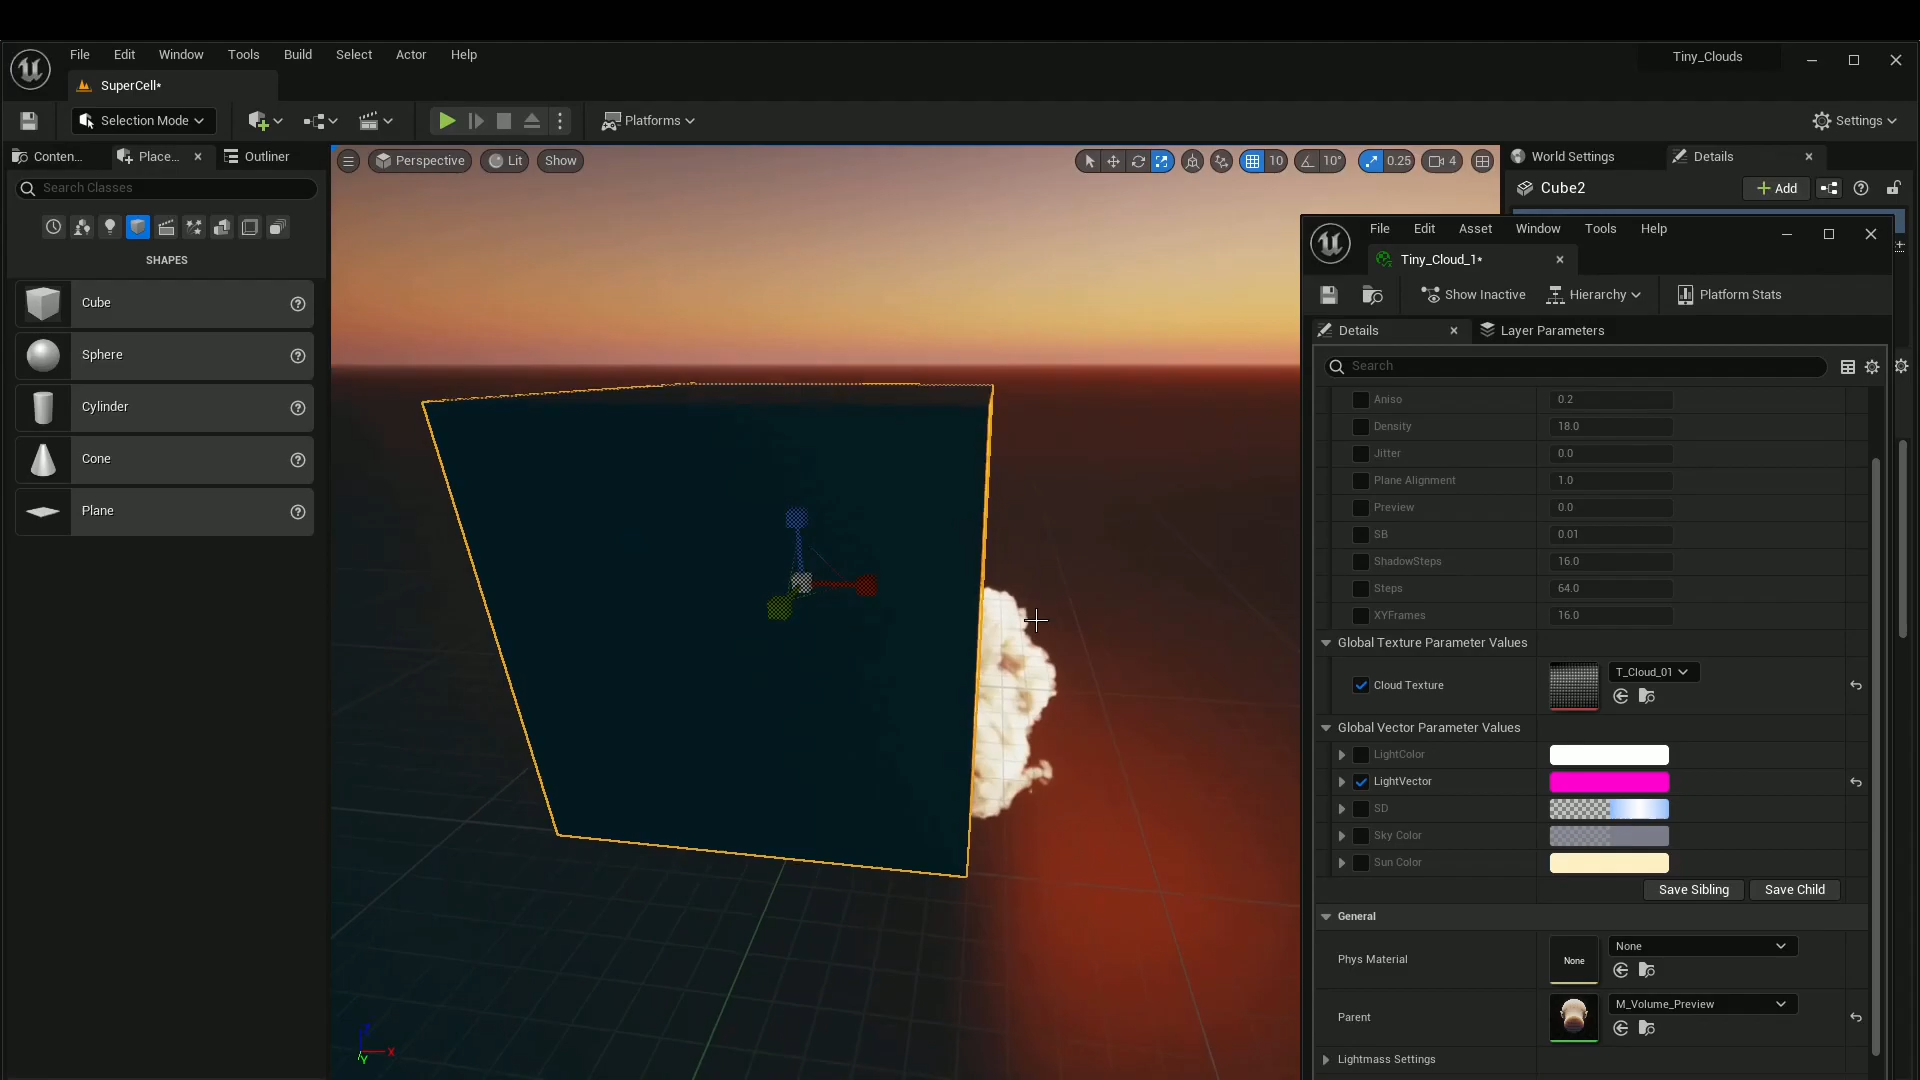 File Edit Window Tools Build Select Actor Help
Tiny_Clouds
SuperCell*
Selection Mode
Platforms
Settings
Conten...
Place...
Outliner
Perspective
Lit
Show
10
10°
0.25
4
World Settings
Details
Search Classes
Cube2
Add
SHAPES
Cube
Sphere
Cylinder
Cone
Plane
File Edit Asset Window Tools Help
Tiny_Cloud_1*
Show Inactive
Hierarchy
Platform Stats
Details
Layer Parameters
Search
Aniso 0.2
Density 18.0
Jitter 0.0
Plane Alignment 1.0
Preview 0.0
SB 0.01
ShadowSteps 16.0
Steps 64.0
XYFrames 16.0
Global Texture Parameter Values
Cloud Texture
T_Cloud_01
Global Vector Parameter Values
LightColor
LightVector
SD
Sky Color
Sun Color
Save Sibling
Save Child
General
Phys Material
None
None
Parent
M_Volume_Preview
Lightmass Settings
Z
X
Y